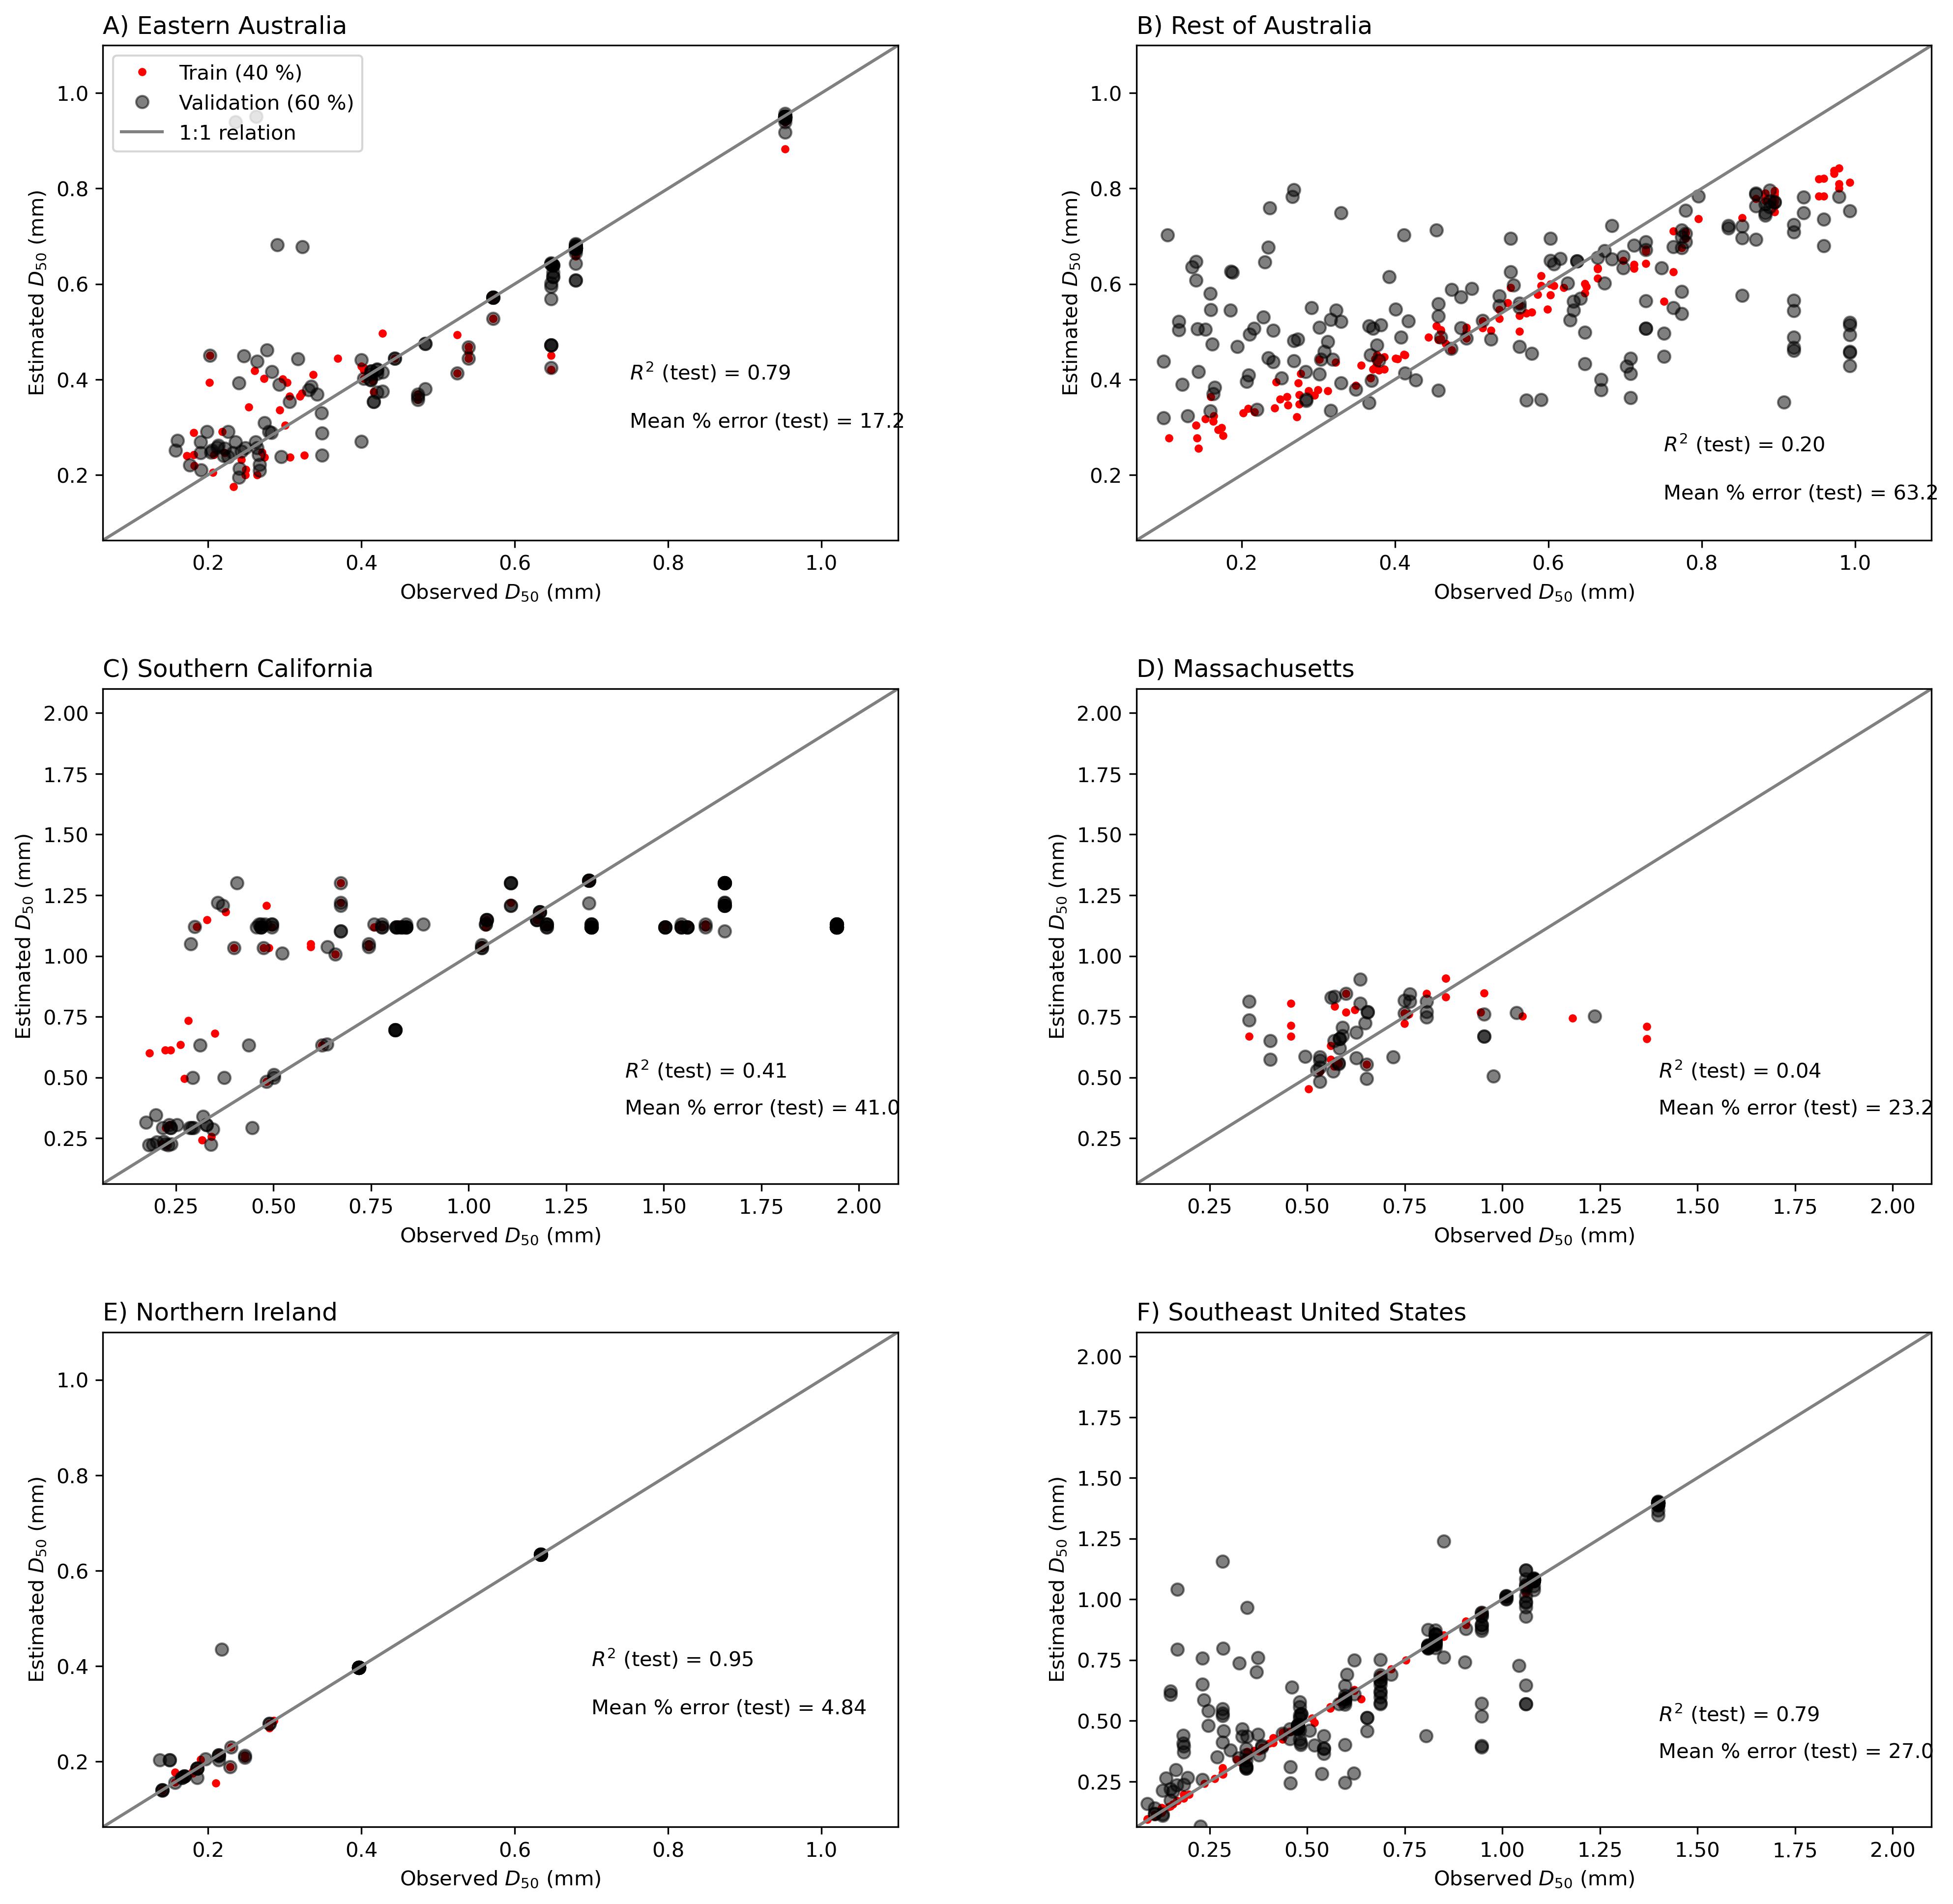 A) Eastern Australia
Train (40 %)
Validation (60 %)
1:1 relation
1.0
0.8
0.6
0.4
0.2
Estimated D50 (mm)
R² (test) = 0.79
Mean % error (test) = 17.2
0.2 0.4 0.6 0.8 1.0
Observed D50 (mm)
B) Rest of Australia
1.0
0.8
0.6
0.4
0.2
Estimated D50 (mm)
R² (test) = 0.20
Mean % error (test) = 63.2
0.2 0.4 0.6 0.8 1.0
Observed D50 (mm)
C) Southern California
2.00
1.75
1.50
1.25
1.00
0.75
0.50
0.25
Estimated D50 (mm)
R² (test) = 0.41
Mean % error (test) = 41.0
0.25 0.50 0.75 1.00 1.25 1.50 1.75 2.00
Observed D50 (mm)
D) Massachusetts
2.00
1.75
1.50
1.25
1.00
0.75
0.50
0.25
Estimated D50 (mm)
R² (test) = 0.04
Mean % error (test) = 23.2
0.25 0.50 0.75 1.00 1.25 1.50 1.75 2.00
Observed D50 (mm)
E) Northern Ireland
1.0
0.8
0.6
0.4
0.2
Estimated D50 (mm)
R² (test) = 0.95
Mean % error (test) = 4.84
0.2 0.4 0.6 0.8 1.0
Observed D50 (mm)
F) Southeast United States
2.00
1.75
1.50
1.25
1.00
0.75
0.50
0.25
Estimated D50 (mm)
R² (test) = 0.79
Mean % error (test) = 27.0
0.25 0.50 0.75 1.00 1.25 1.50 1.75 2.00
Observed D50 (mm)